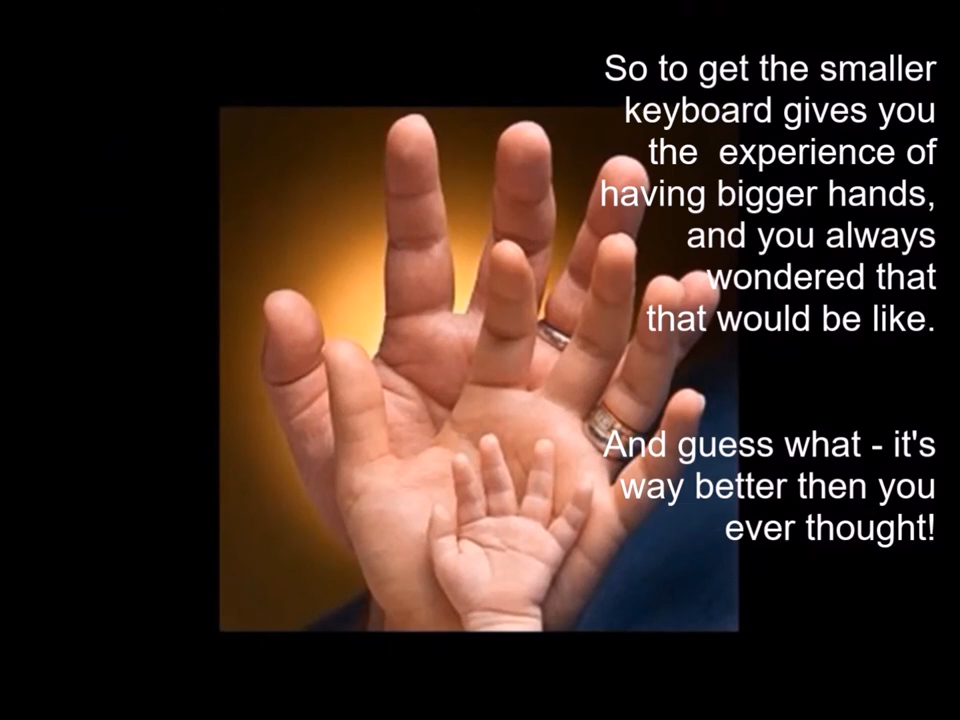 So to get the smaller
keyboard gives you
the  experience of
having bigger hands,
and you always
wondered that
that would be like.
And guess what - it's
way better then you
ever thought!